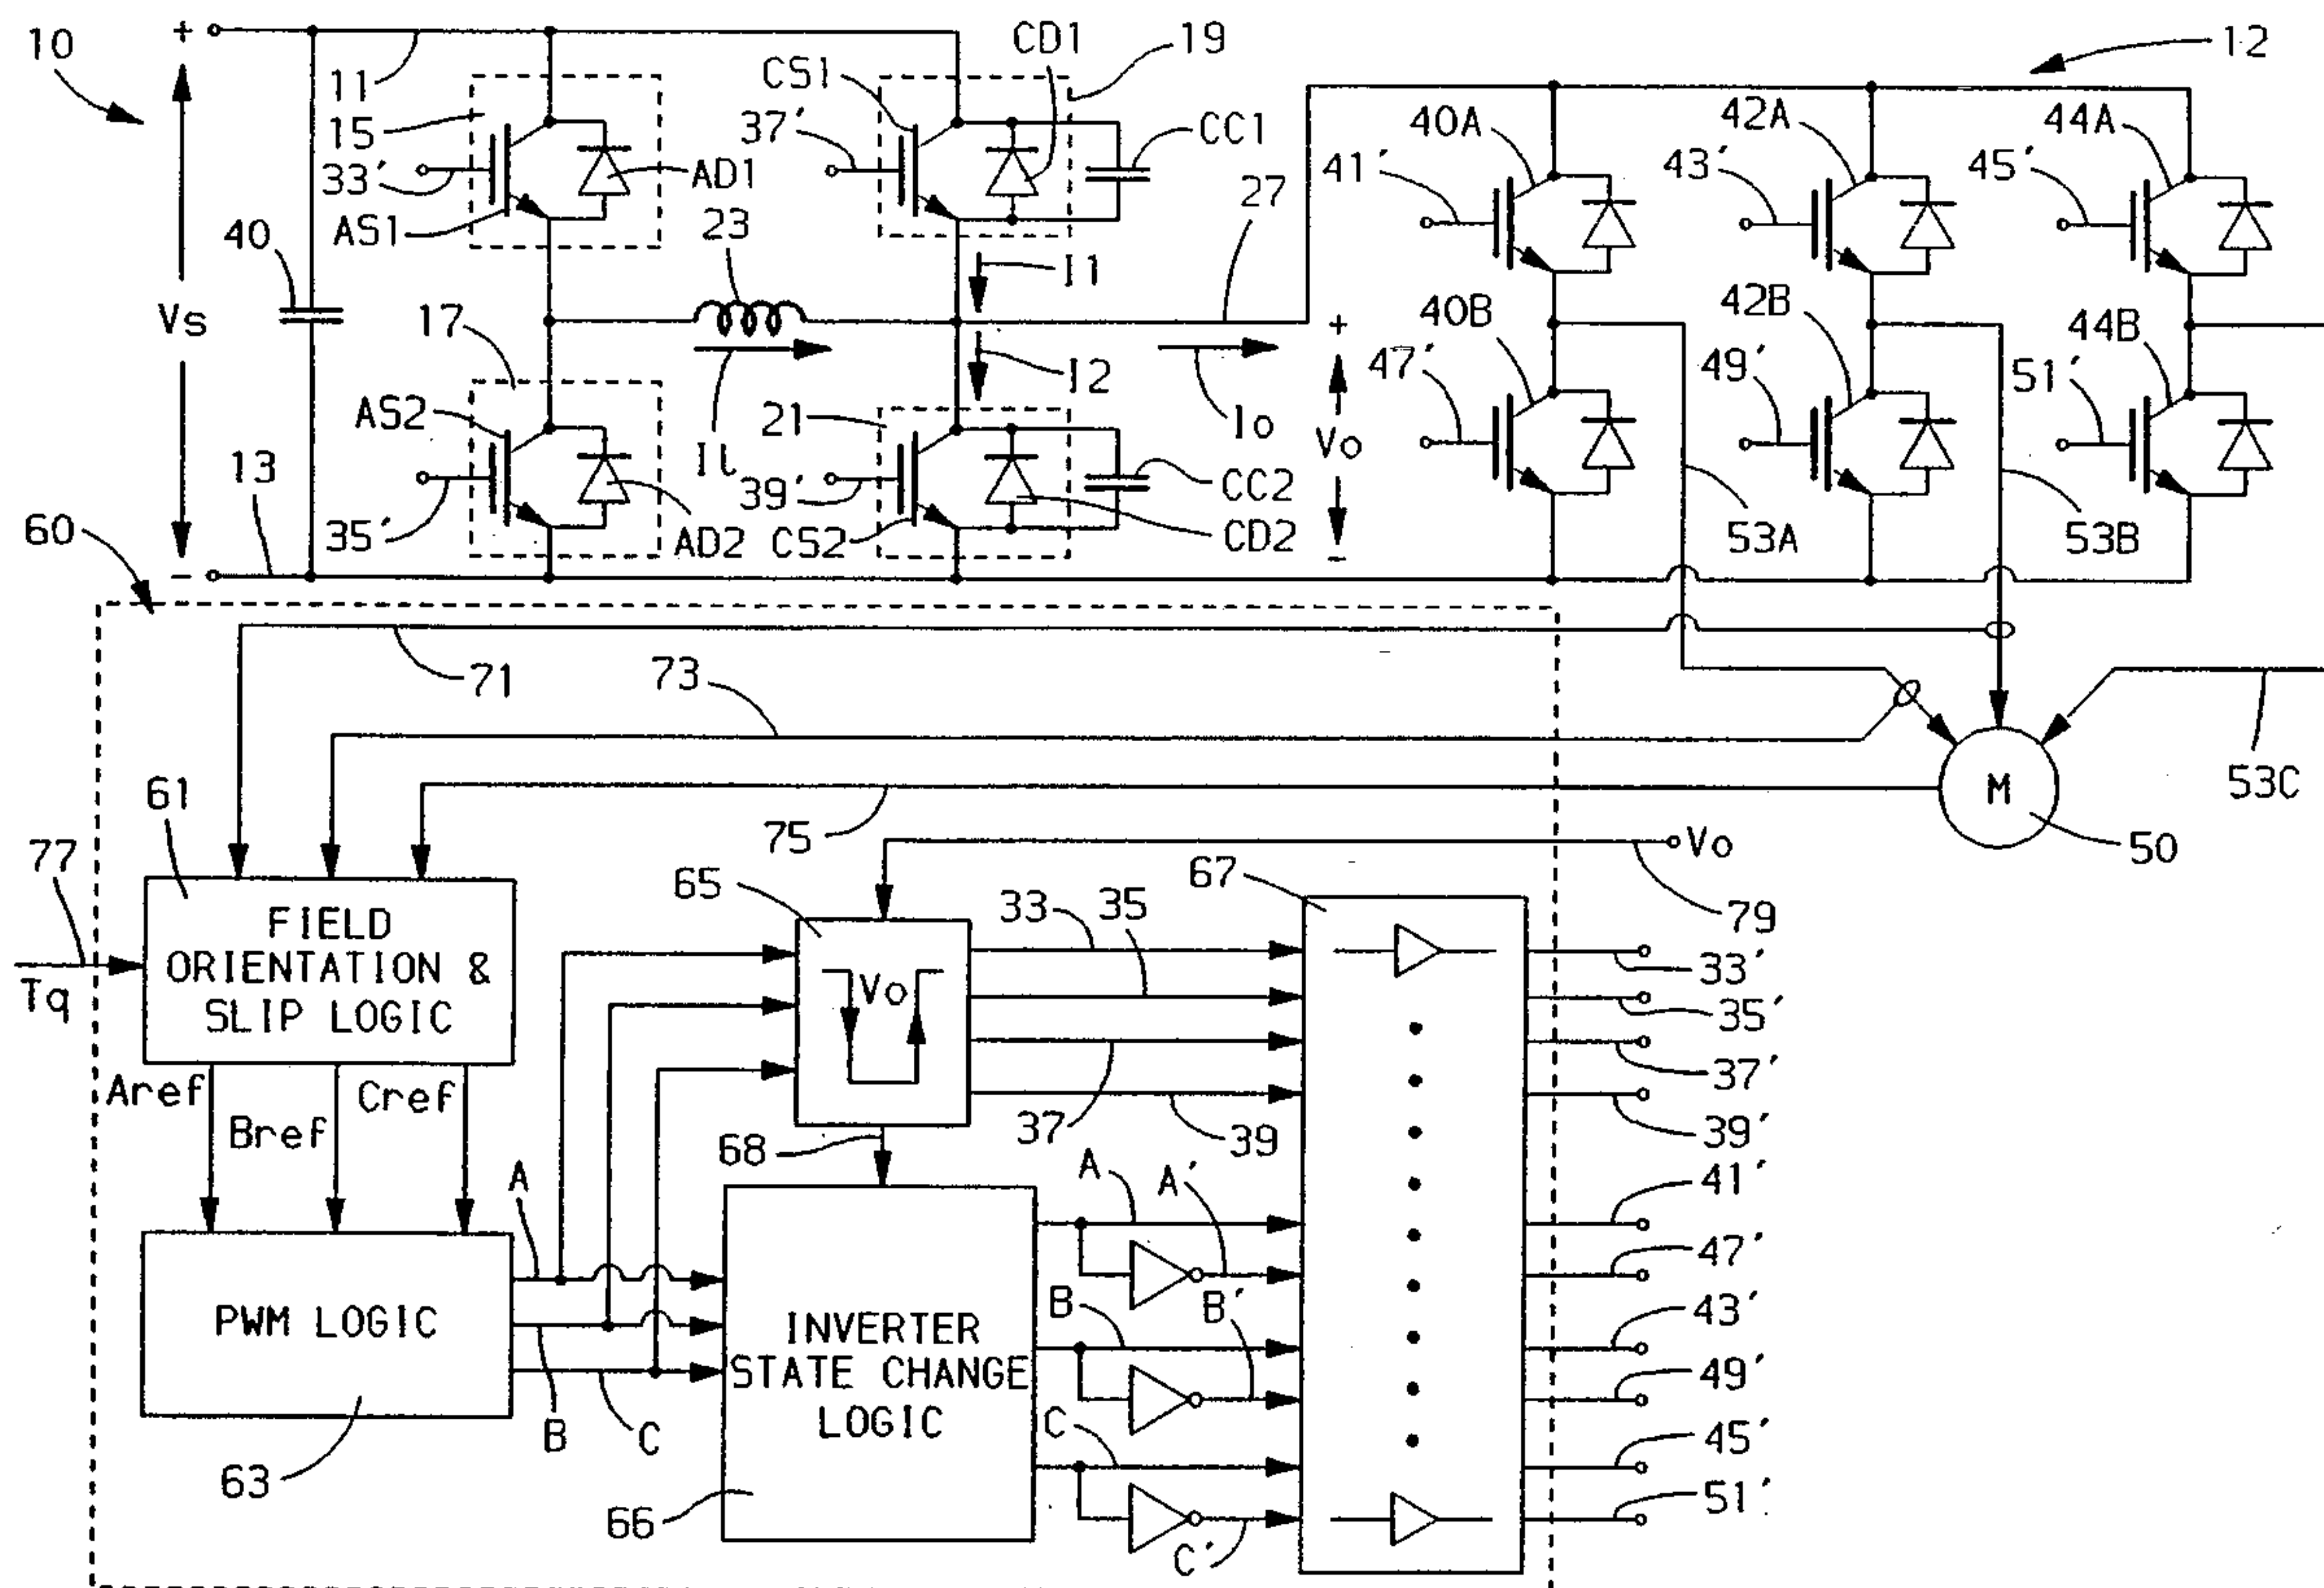 10
+
11
15
33'
AS1
AD1
CS1
37'
CD1
19
CC1
12
40
Vs
23
27
I1
40A
41'
42A
43'
44A
45'
17
AS2
35'
AD2
Il
21
39'
CS2
I2
Io
CC2
CD2
+
Vo
-
40B
47'
42B
49'
44B
51'
13
-
60
53A
53B
71
73
75
M
50
53C
61
77
Tq
FIELD
ORIENTATION &
SLIP LOGIC
Aref
Bref
Cref
65
Vo
Vo
79
67
33
35
37
39
68
33'
35'
37'
39'
A
B
C
PWM LOGIC
63
INVERTER
STATE CHANGE
LOGIC
66
A
A'
B
B'
C
C'
41'
47'
43'
49'
45'
51'